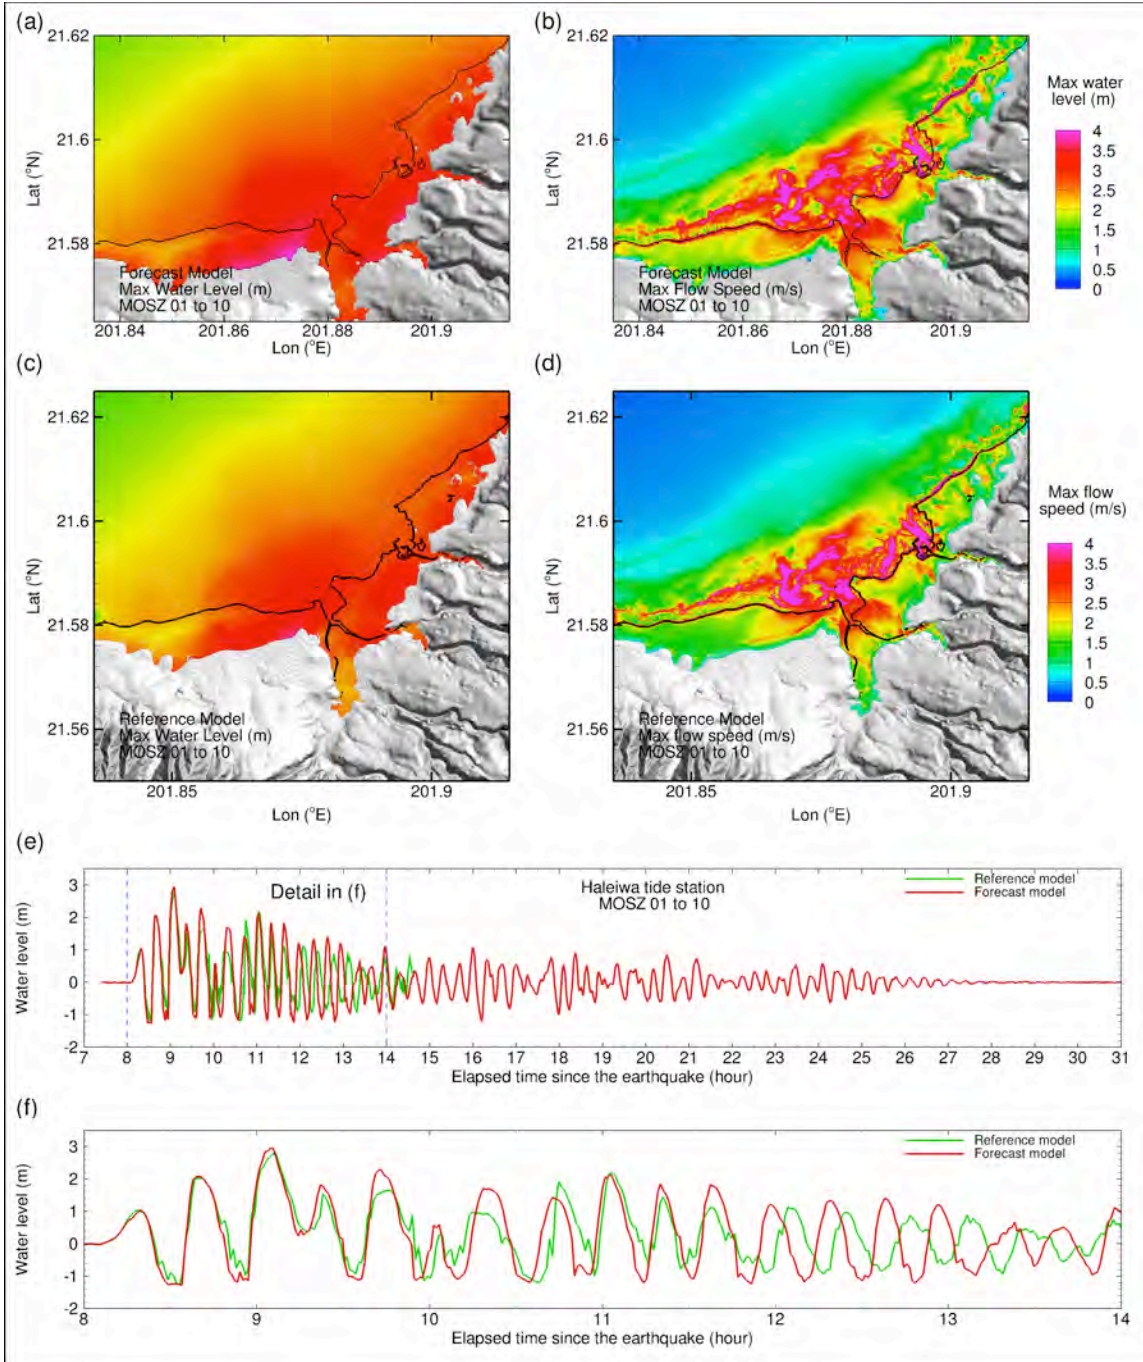 (a)
21.62
21.6
21.58
Lat (°N)
Forecast Model
Max Water Level (m)
MOSZ 01 to 10
201.84
201.86
201.88
201.9
Lon (°E)
(b)
21.62
21.6
21.58
Lat (°N)
Forecast Model
Max Flow Speed (m/s)
MOSZ 01 to 10
201.84
201.86
201.88
201.9
Lon (°E)
Max water
level (m)
4
3.5
3
2.5
2
1.5
1
0.5
0
(c)
21.62
21.6
21.58
21.56
Lat (°N)
Reference Model
Max Water Level (m)
MOSZ 01 to 10
201.85
201.9
Lon (°E)
(d)
21.62
21.6
21.58
21.56
Lat (°N)
Reference Model
Max flow speed (m/s)
MOSZ 01 to 10
201.85
201.9
Lon (°E)
Max flow
speed (m/s)
4
3.5
3
2.5
2
1.5
1
0.5
0
(e)
Water level (m)
3
2
1
0
-1
-2
Detail in (f)
Haleiwa tide station
MOSZ 01 to 10
Reference model
Forecast model
7 8 9 10 11 12 13 14 15 16 17 18 19 20 21 22 23 24 25 26 27 28 29 30 31
Elapsed time since the earthquake (hour)
(f)
Water level (m)
3
2
1
0
-1
-2
Reference model
Forecast model
8 9 10 11 12 13 14
Elapsed time since the earthquake (hour)